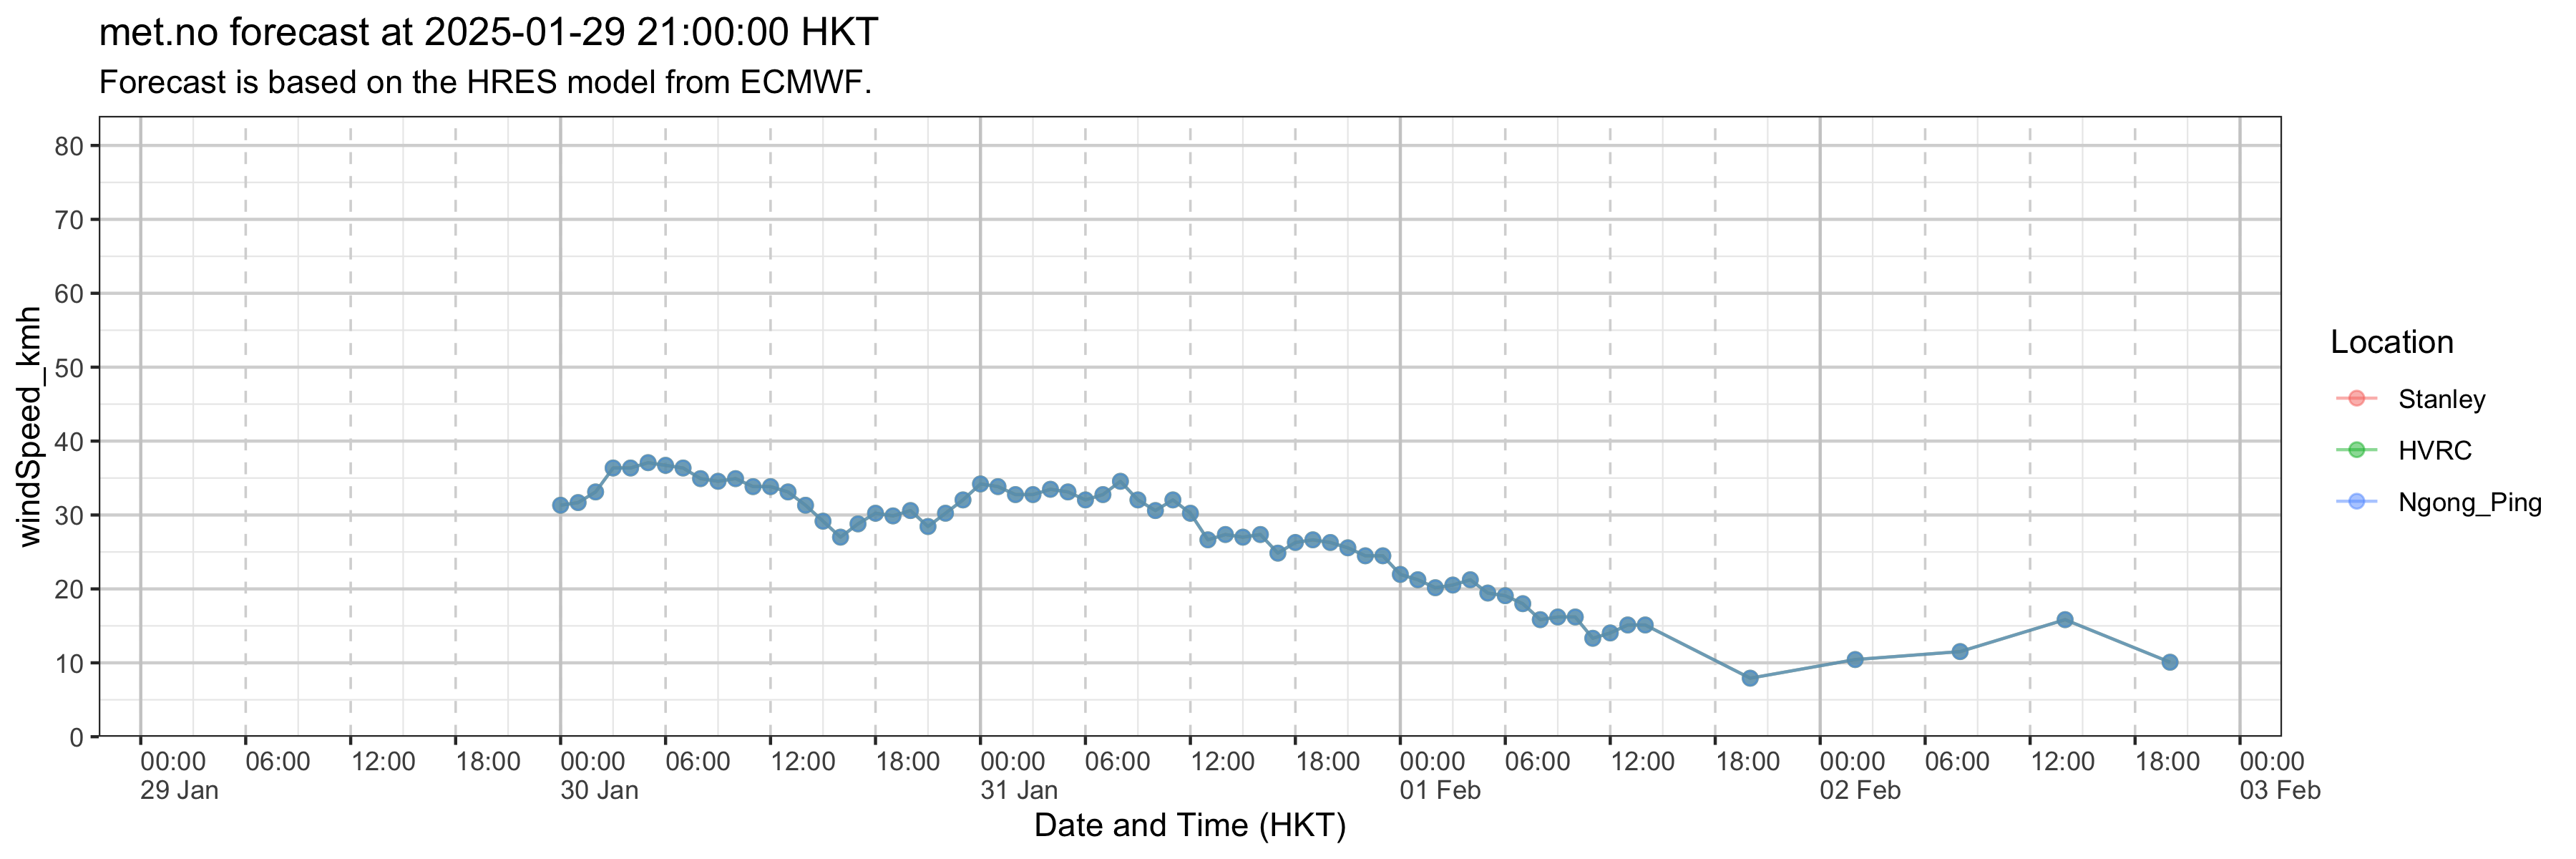 met.no forecast at 2025-01-29 21:00:00 HKT
Forecast is based on the HRES model from ECMWF.
windSpeed_kmh
80
70
60
50
40
30
20
10
0
00:00 06:00 12:00 18:00 00:00 06:00 12:00 18:00 00:00 06:00 12:00 18:00 00:00 06:00 12:00 18:00 00:00 06:00 12:00 18:00 00:00
29 Jan 30 Jan 31 Jan 01 Feb 02 Feb 03 Feb
Date and Time (HKT)
Location
Stanley
HVRC
Ngong_Ping